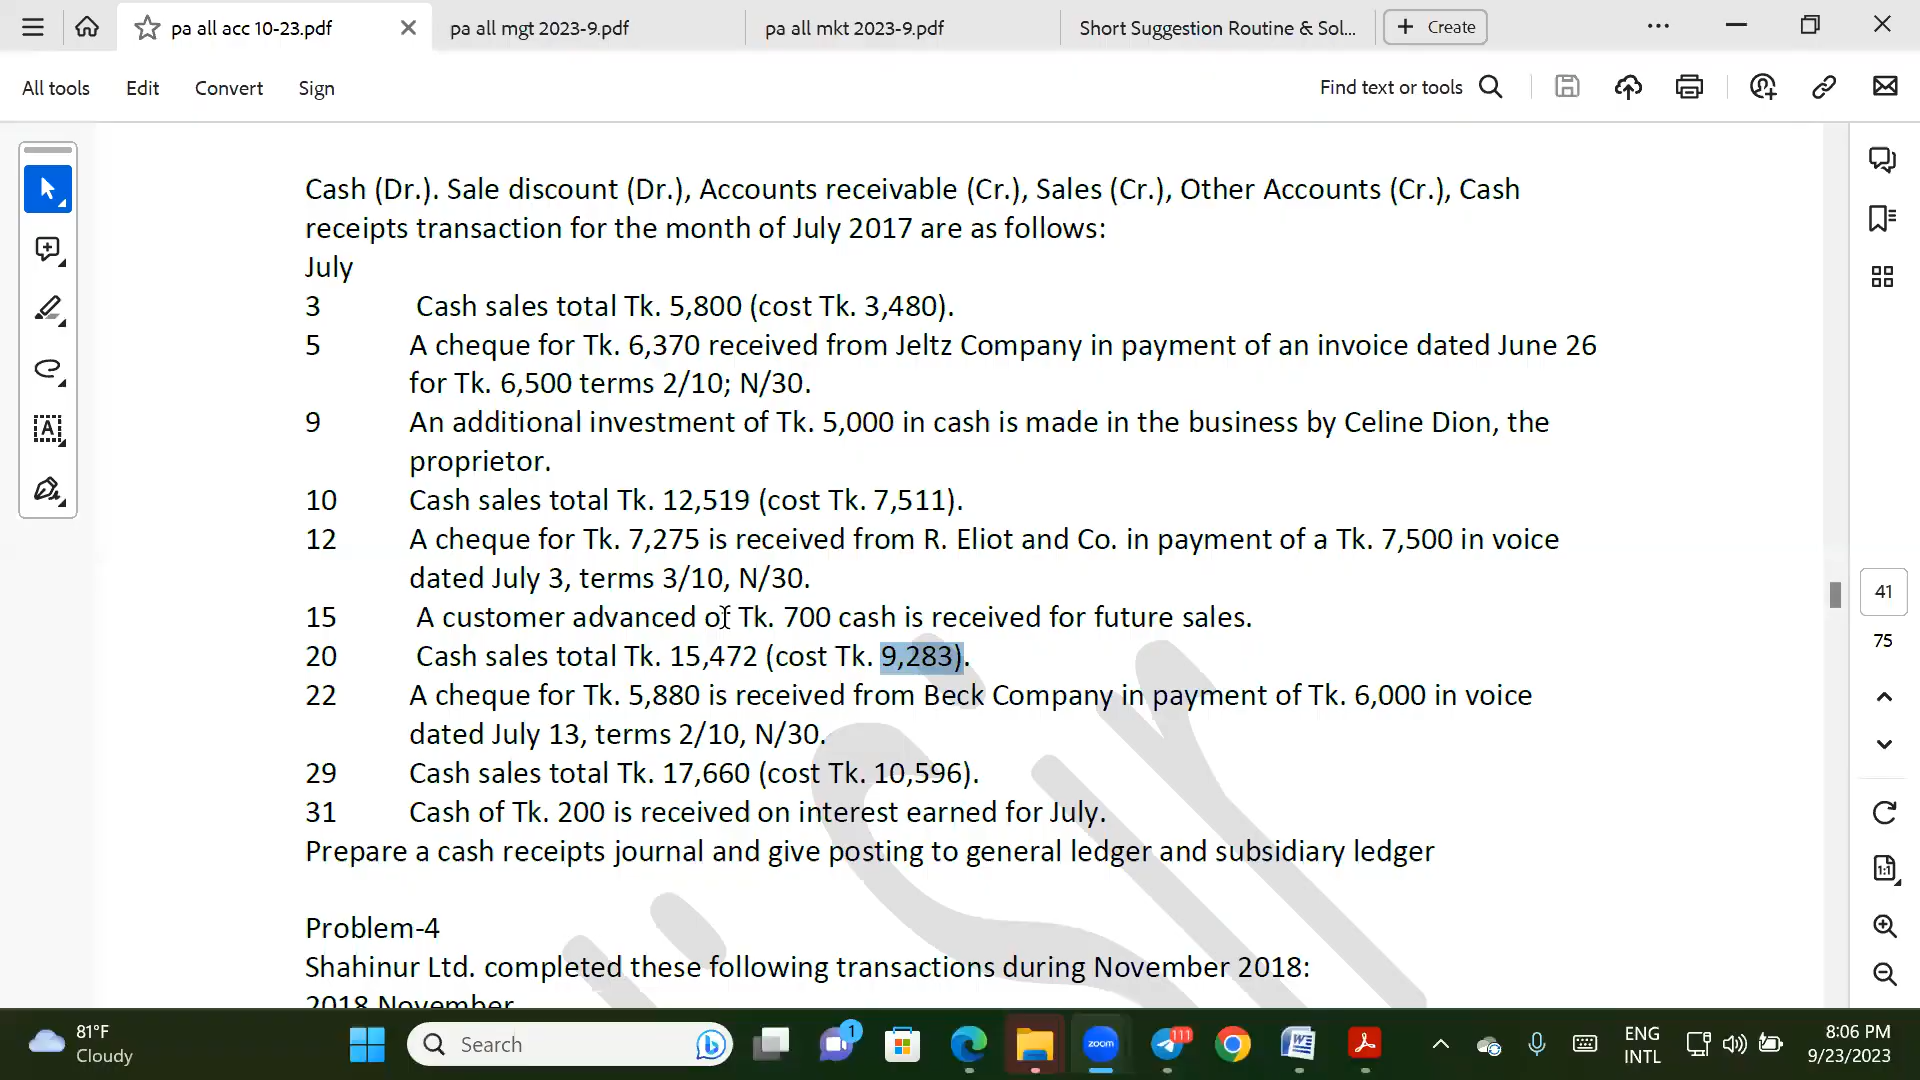 pa all acc 10-23.pdf
pa all mgt 2023-9.pdf
pa all mkt 2023-9.pdf
Short Suggestion Routine & Sol...
Create
All tools
Edit
Convert
Sign
Find text or tools
Cash (Dr.). Sale discount (Dr.), Accounts receivable (Cr.), Sales (Cr.), Other Accounts (Cr.), Cash
receipts transaction for the month of July 2017 are as follows:
July
3 Cash sales total Tk. 5,800 (cost Tk. 3,480).
5 A cheque for Tk. 6,370 received from Jeltz Company in payment of an invoice dated June 26
for Tk. 6,500 terms 2/10; N/30.
9 An additional investment of Tk. 5,000 in cash is made in the business by Celine Dion, the
proprietor.
10 Cash sales total Tk. 12,519 (cost Tk. 7,511).
12 A cheque for Tk. 7,275 is received from R. Eliot and Co. in payment of a Tk. 7,500 in voice
dated July 3, terms 3/10, N/30.
15 A customer advanced of Tk. 700 cash is received for future sales.
20 Cash sales total Tk. 15,472 (cost Tk. 9,283).
22 A cheque for Tk. 5,880 is received from Beck Company in payment of Tk. 6,000 in voice
dated July 13, terms 2/10, N/30.
29 Cash sales total Tk. 17,660 (cost Tk. 10,596).
31 Cash of Tk. 200 is received on interest earned for July.
Prepare a cash receipts journal and give posting to general ledger and subsidiary ledger
Problem-4
Shahinur Ltd. completed these following transactions during November 2018:
2018 November
41
75
1:1
81°F
Cloudy
Search
1
zoom
111
ENG
INTL
8:06 PM
9/23/2023